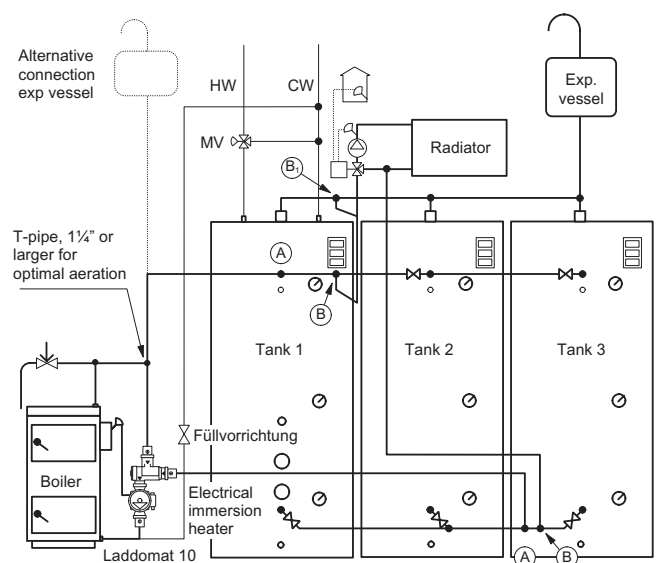 Alternative
connection
exp vessel
HW
CW
Exp.
vessel
MV
Radiator
B1
T-pipe, 1¼" or
larger for
optimal aeration
A
B
Tank 1
Tank 2
Tank 3
Füllvorrichtung
Boiler
Electrical
immersion
heater
Laddomat 10
A
B